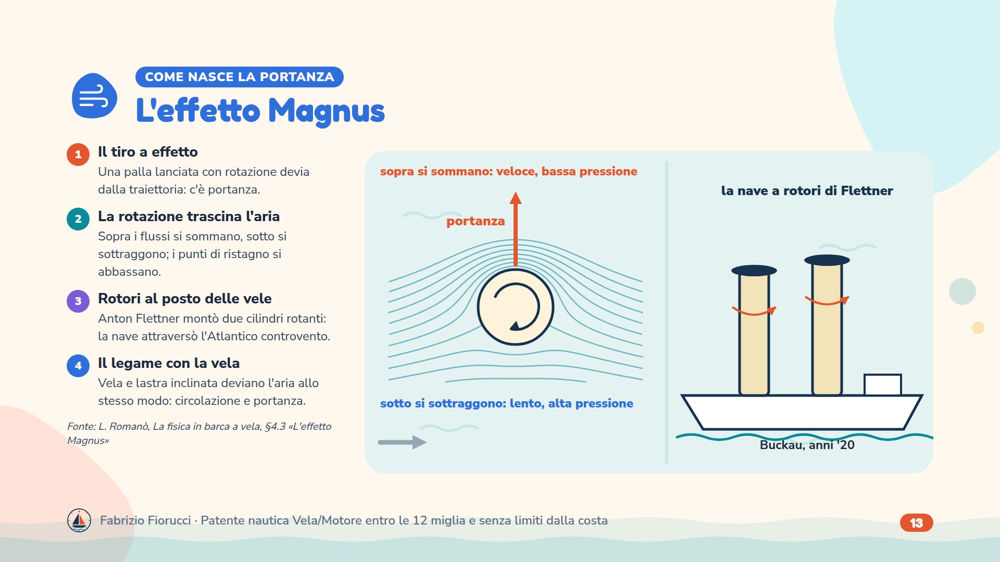 COME NASCE LA PORTANZA
L'effetto Magnus
1
Il tiro a effetto
Una palla lanciata con rotazione devia
dalla traiettoria: c'è portanza.
2
La rotazione trascina l'aria
Sopra i flussi si sommano, sotto si
sottraggono; i punti di ristagno si
abbassano.
3
Rotori al posto delle vele
Anton Flettner montò due cilindri rotanti:
la nave attraversò l'Atlantico controvento.
4
Il legame con la vela
Vela e lastra inclinata deviano l'aria allo
stesso modo: circolazione e portanza.
Fonte: L. Romanò, La fisica in barca a vela, §4.3 «L'effetto
Magnus»
sopra si sommano: veloce, bassa pressione
portanza
sotto si sottraggono: lento, alta pressione
la nave a rotori di Flettner
Buckau, anni '20
Fabrizio Fiorucci · Patente nautica Vela/Motore entro le 12 miglia e senza limiti dalla costa
13